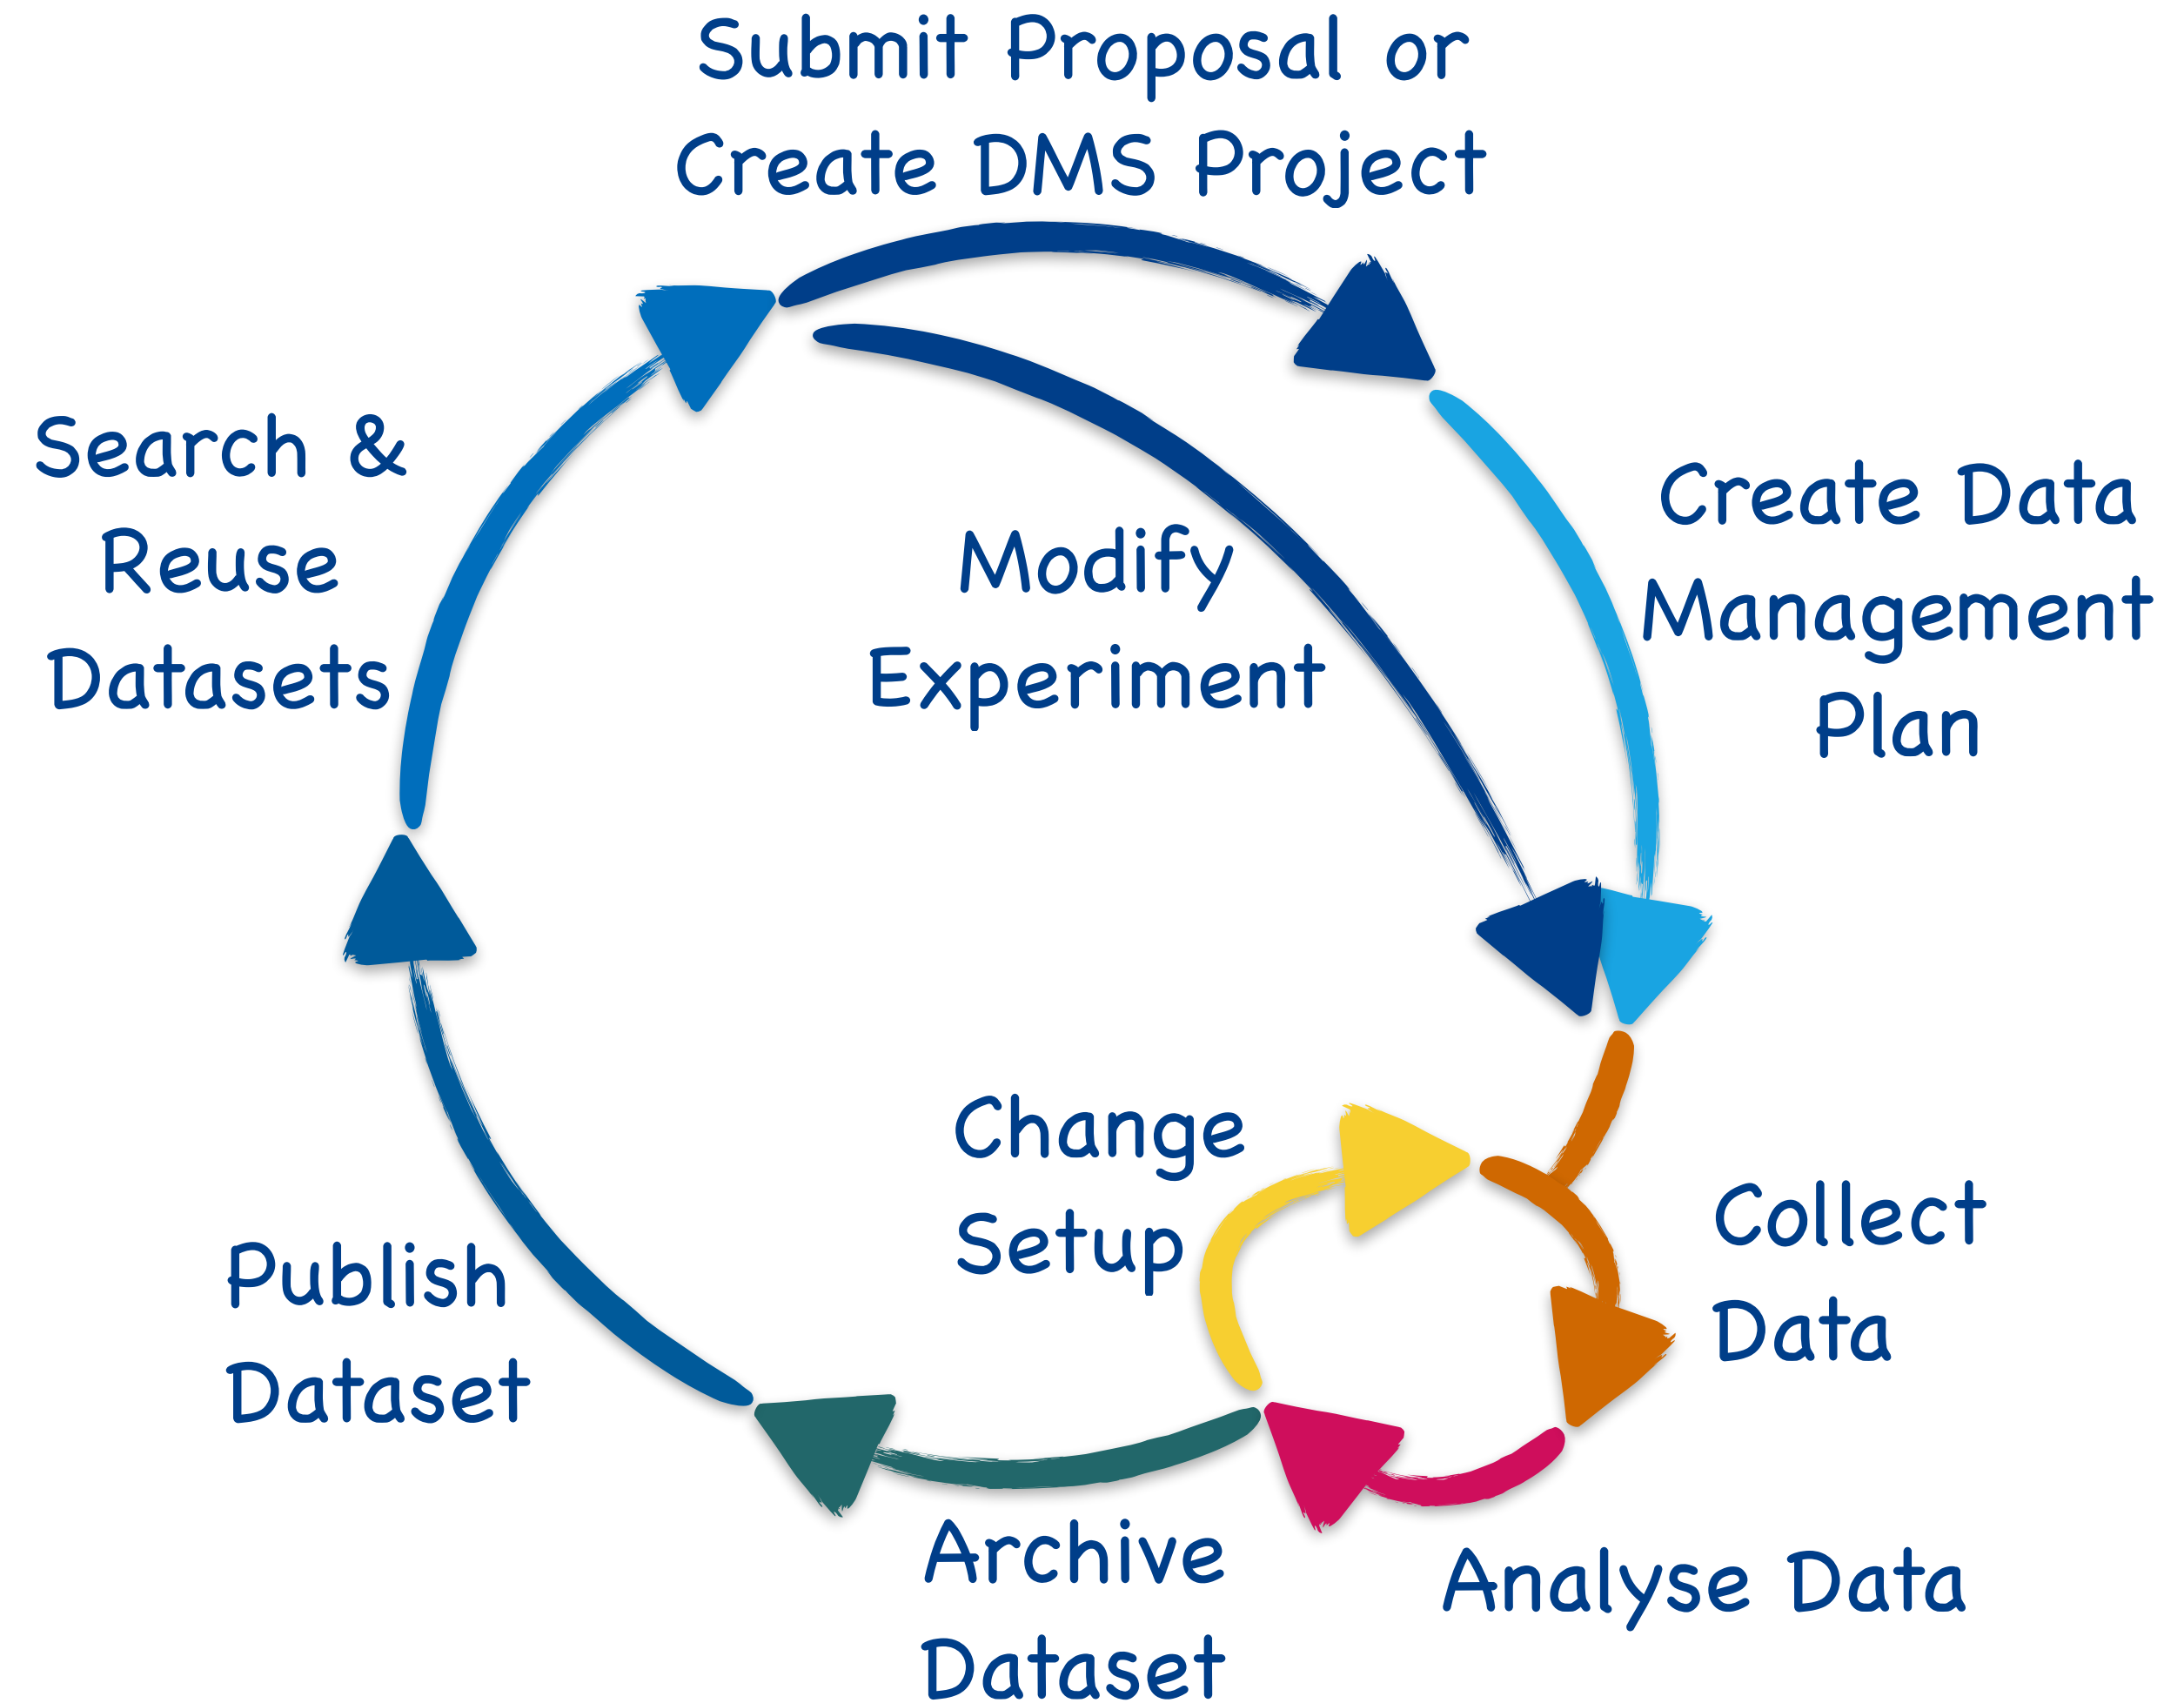 Submit Proposal or
Create DMS Project
Search &
Reuse
Datasets
Create Data
Management
Plan
Modify
Experiment
Change
Setup
Collect
Data
Publish
Dataset
Archive
Dataset
Analyse Data